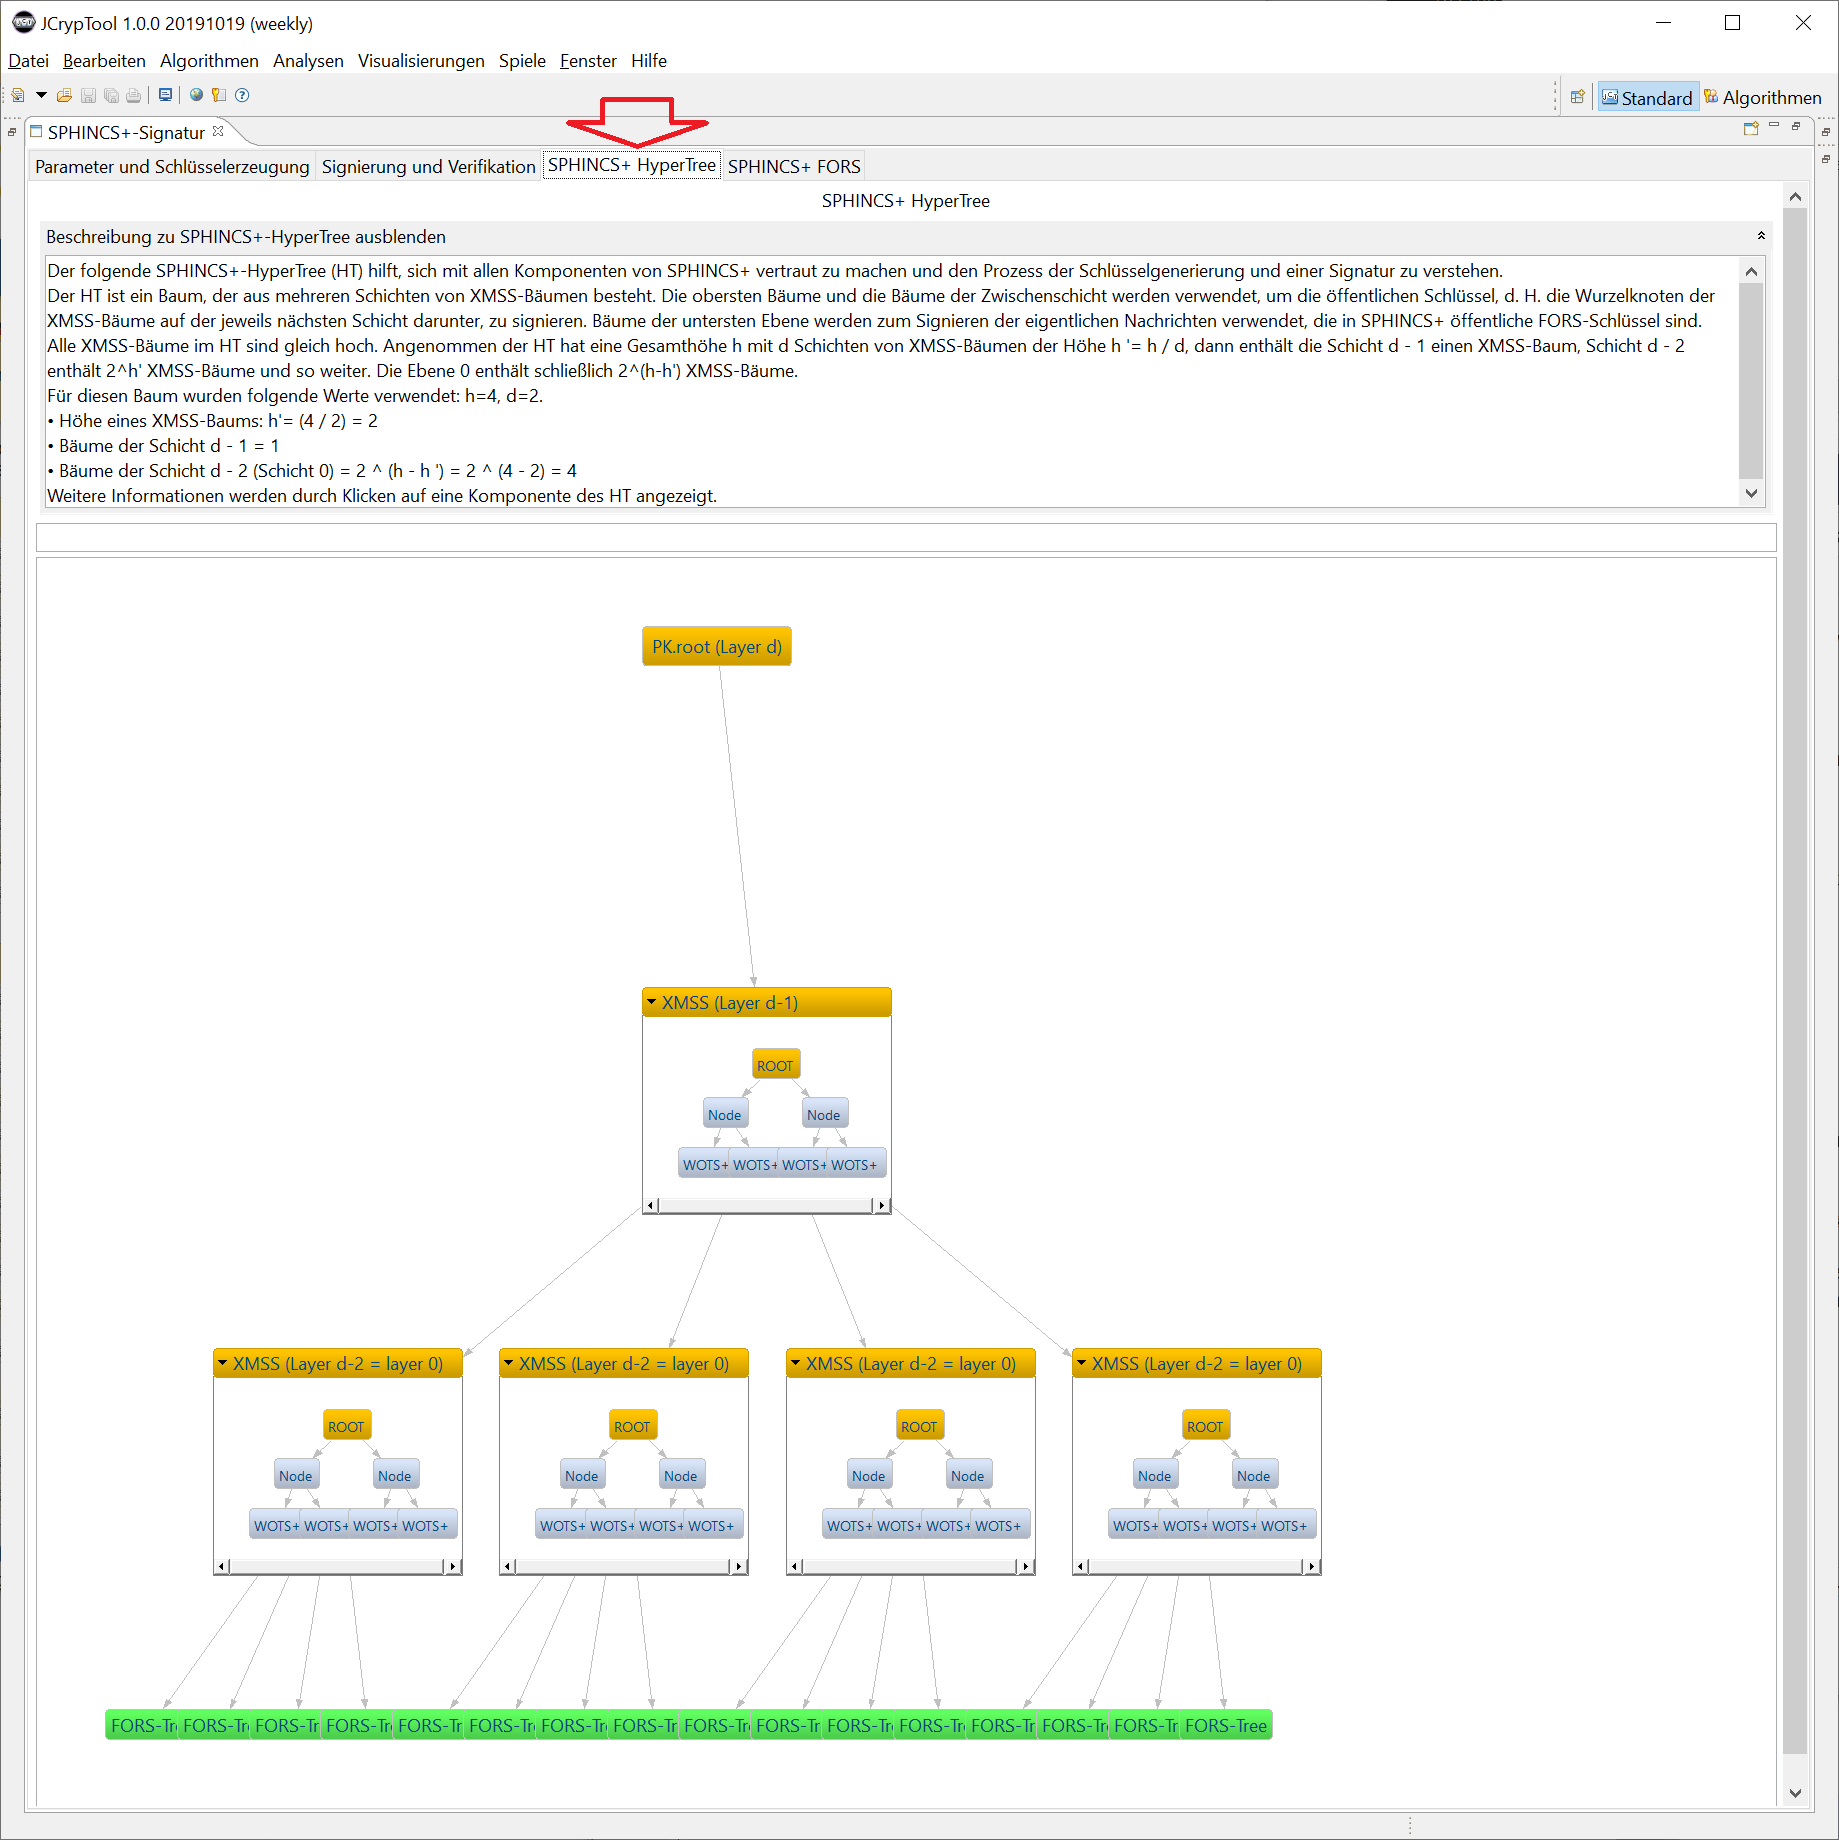 JCrypTool 1.0.0 20191019 (weekly)
Datei Bearbeiten Algorithmen Analysen Visualisierungen Spiele Fenster Hilfe
Standard Algorithmen
SPHINCS+-Signatur
Parameter und Schlüsselerzeugung Signierung und Verifikation SPHINCS+ HyperTree SPHINCS+ FORS
SPHINCS+ HyperTree
Beschreibung zu SPHINCS+-HyperTree ausblenden
Der folgende SPHINCS+-HyperTree (HT) hilft, sich mit allen Komponenten von SPHINCS+ vertraut zu machen und den Prozess der Schlüsselgenerierung und einer Signatur zu verstehen.
Der HT ist ein Baum, der aus mehreren Schichten von XMSS-Bäumen besteht. Die obersten Bäume und die Bäume der Zwischenschicht werden verwendet, um die öffentlichen Schlüssel, d. H. die Wurzelknoten der
XMSS-Bäume auf der jeweils nächsten Schicht darunter, zu signieren. Bäume der untersten Ebene werden zum Signieren der eigentlichen Nachrichten verwendet, die in SPHINCS+ öffentliche FORS-Schlüssel sind.
Alle XMSS-Bäume im HT sind gleich hoch. Angenommen der HT hat eine Gesamthöhe h mit d Schichten von XMSS-Bäumen der Höhe h '= h / d, dann enthält die Schicht d - 1 einen XMSS-Baum, Schicht d - 2
enthält 2^h' XMSS-Bäume und so weiter. Die Ebene 0 enthält schließlich 2^(h-h') XMSS-Bäume.
Für diesen Baum wurden folgende Werte verwendet: h=4, d=2.
• Höhe eines XMSS-Baums: h'= (4 / 2) = 2
• Bäume der Schicht d - 1 = 1
• Bäume der Schicht d - 2 (Schicht 0) = 2 ^ (h - h ') = 2 ^ (4 - 2) = 4
Weitere Informationen werden durch Klicken auf eine Komponente des HT angezeigt.
PK.root (Layer d)
XMSS (Layer d-1)
ROOT
Node Node
WOTS+ WOTS+ WOTS+ WOTS+
XMSS (Layer d-2 = layer 0) XMSS (Layer d-2 = layer 0) XMSS (Layer d-2 = layer 0) XMSS (Layer d-2 = layer 0)
ROOT ROOT ROOT ROOT
Node Node Node Node Node Node Node Node
WOTS+ WOTS+ WOTS+ WOTS+ WOTS+ WOTS+ WOTS+ WOTS+ WOTS+ WOTS+ WOTS+ WOTS+ WOTS+ WOTS+ WOTS+ WOTS+
FORS-Tr FORS-Tr FORS-Tr FORS-Tr FORS-Tr FORS-Tr FORS-Tr FORS-Tr FORS-Tr FORS-Tr FORS-Tr FORS-Tr FORS-Tr FORS-Tr FORS-Tr FORS-Tree